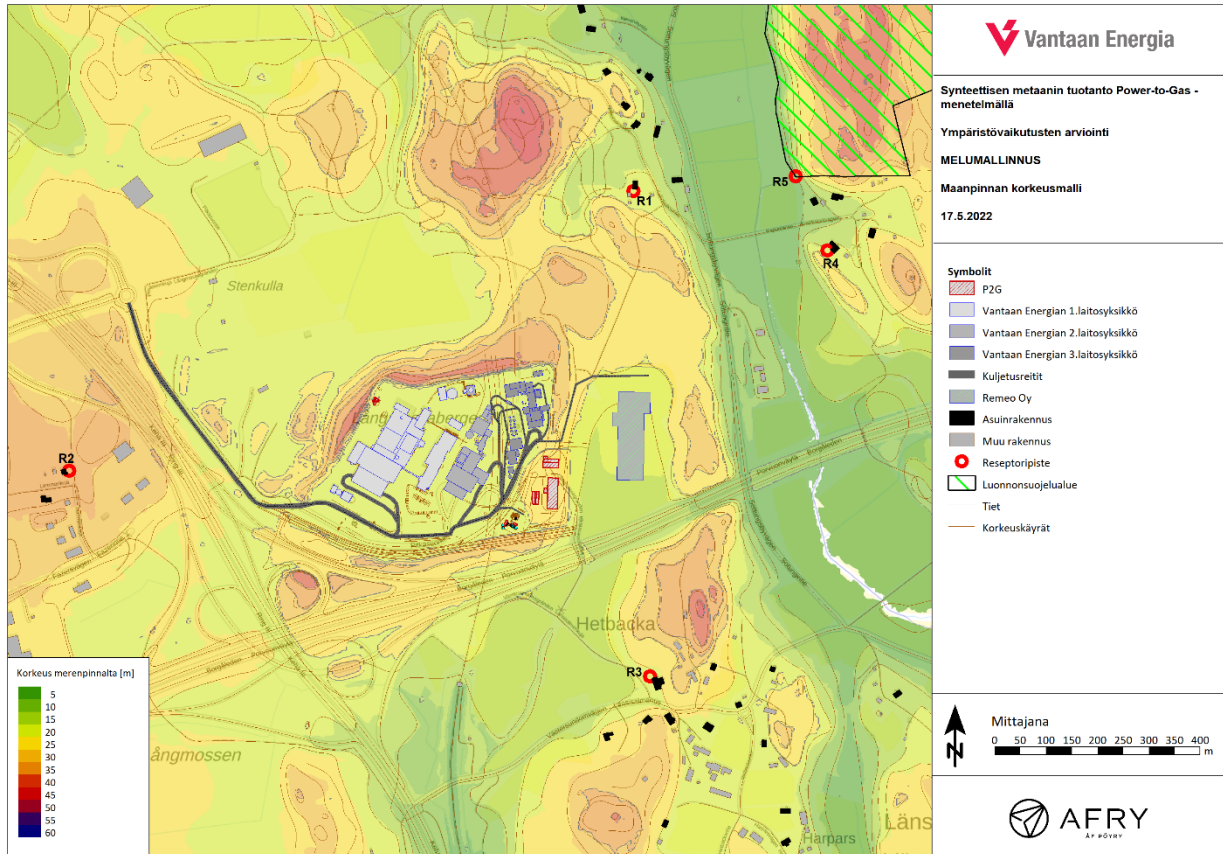 Vantaan Energia
Synteettisen metaanin tuotanto Power-to-Gas -
menetelmällä
Ympäristövaikutusten arviointi
MELUMALLINNUS
Maanpinnan korkeusmalli
17.5.2022
Symbolit
P2G
Vantaan Energian 1.laitosyksikkö
Vantaan Energian 2.laitosyksikkö
Vantaan Energian 3.laitosyksikkö
Kuljetusreitit
Remeo Oy
Asuinrakennus
Muu rakennus
Reseptoripiste
Luonnonsuojelualue
Tiet
Korkeuskäyrät
Mittajana
0 50 100 150 200 250 300 350 400
m
N
AFRY
ÅF PÖYRY
R5
R1
R4
Stenkulla
R2
Hetbacka
R3
ångmossen
Läns
Harpars
Korkeus merenpinnalta [m]
5
10
15
20
25
30
35
40
45
50
55
60